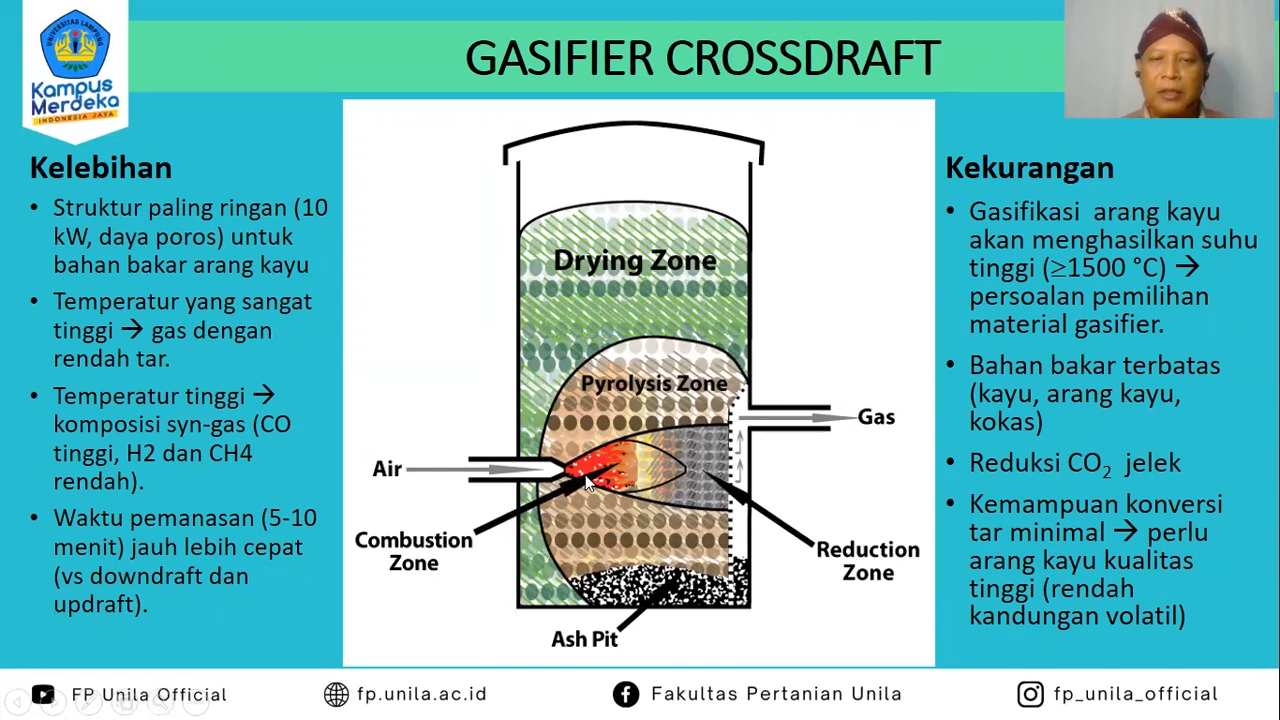 UNIVERSITAS LAMPUNG
Kampus
Merdeka
INDONESIA JAYA
GASIFIER CROSSDRAFT
Kelebihan
• Struktur paling ringan (10
kW, daya poros) untuk
bahan bakar arang kayu
• Temperatur yang sangat
tinggi → gas dengan
rendah tar.
• Temperatur tinggi →
komposisi syn-gas (CO
tinggi, H2 dan CH4
rendah).
• Waktu pemanasan (5-10
menit) jauh lebih cepat
(vs downdraft dan
updraft).
Drying Zone
Pyrolysis Zone
Gas
Air
Combustion
Zone
Reduction
Zone
Ash Pit
Kekurangan
• Gasifikasi arang kayu
akan menghasilkan suhu
tinggi (≥1500 °C) →
persoalan pemilihan
material gasifier.
• Bahan bakar terbatas
(kayu, arang kayu,
kokas)
• Reduksi CO₂ jelek
• Kemampuan konversi
tar minimal → perlu
arang kayu kualitas
tinggi (rendah
kandungan volatil)
FP Unila Official
fp.unila.ac.id
Fakultas Pertanian Unila
fp_unila_official